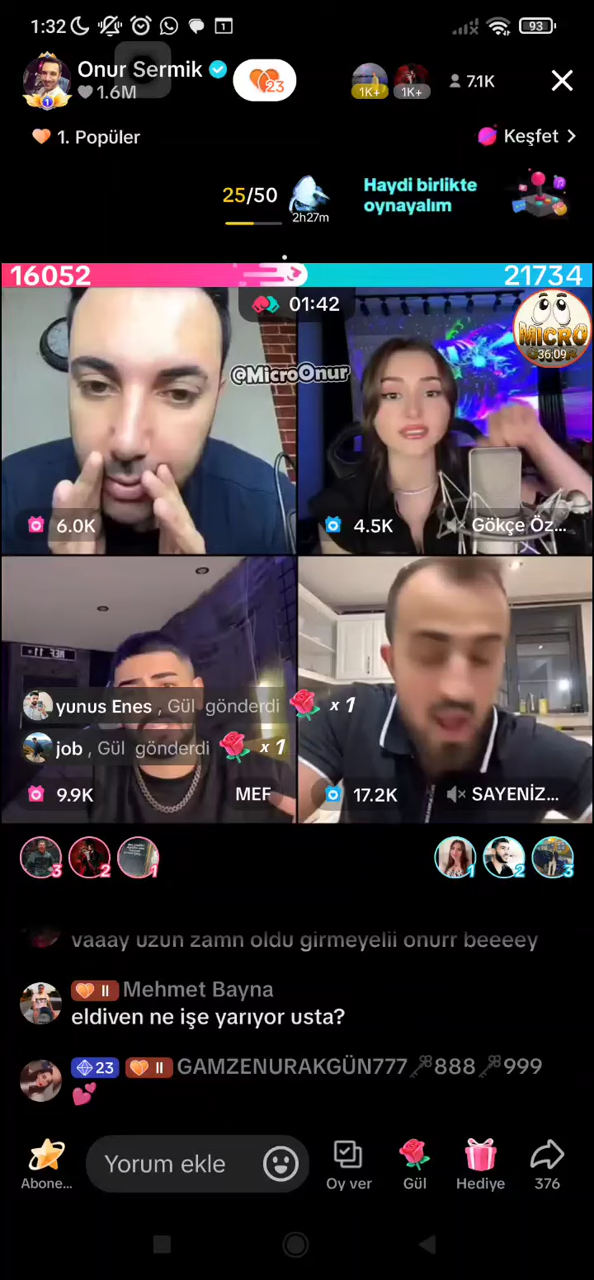 1:32
93
Onur Sermik
1.6M
23
1K+
1K+
7.1K
1. Popüler
Keşfet
25/50
2h27m
Haydi birlikte
oynayalım
16052
21734
01:42
MICRO
36:09
@MicroOnur
6.0K
4.5K
Gökçe Öz...
yunus Enes , Gül gönderdi x 1
job , Gül gönderdi x 1
9.9K
MEF
17.2K
SAYENİZ...
3
2
1
1
2
3
vaaay uzun zamn oldu girmeyelii onurr beeeey
II Mehmet Bayna
eldiven ne işe yarıyor usta?
23 II GAMZENURAKGÜN777🗝888🗝999
💕
Yorum ekle
Abone...
Oy ver
Gül
Hediye
376